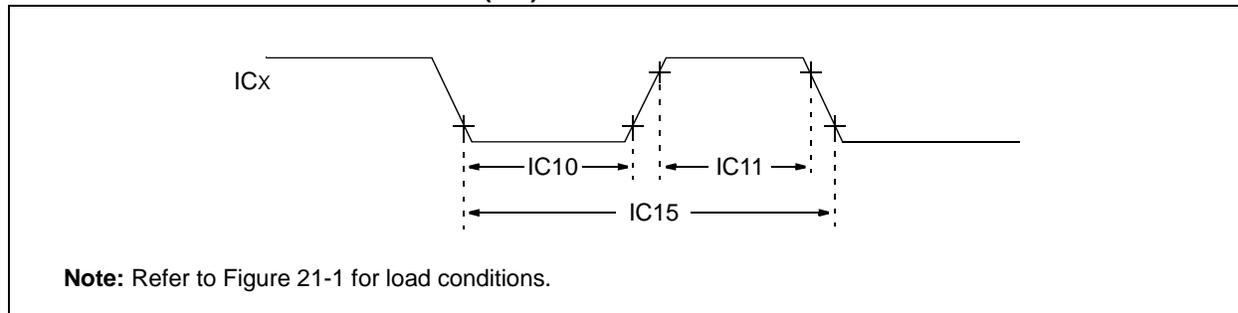 ICX
IC10
IC11
IC15
Note: Refer to Figure 21-1 for load conditions.